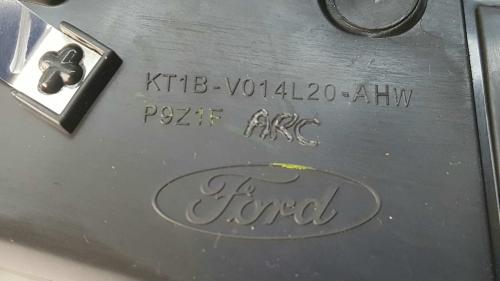 KT1B-V014L20-AHW
P9Z1F ARC
Ford